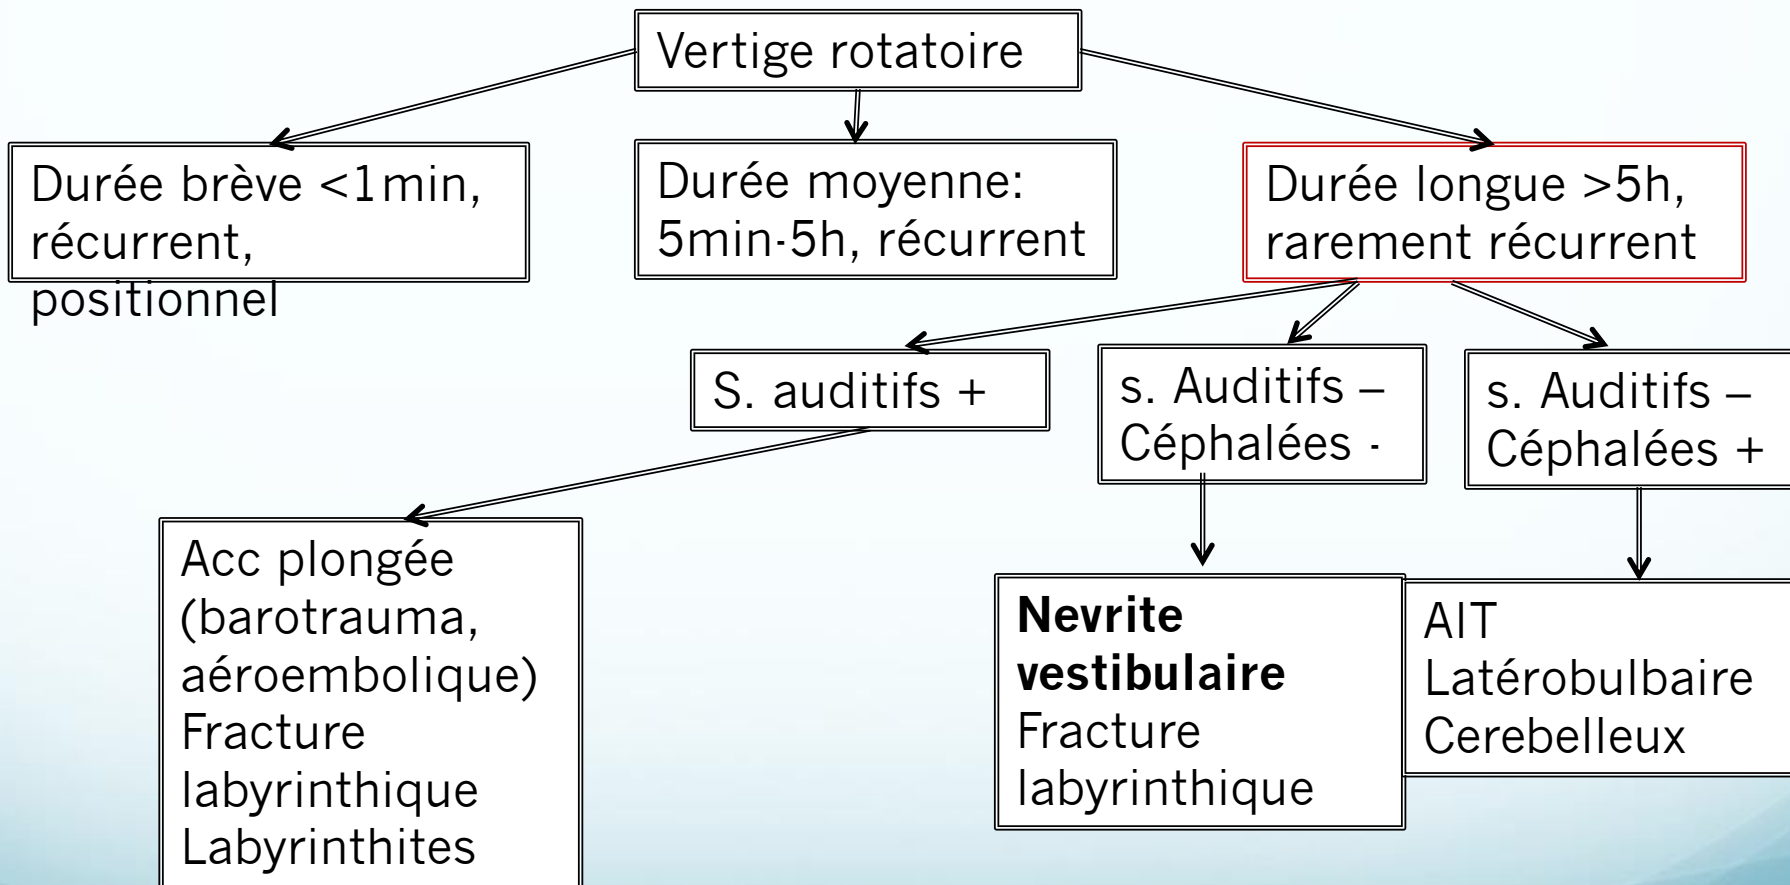 Vertige rotatoire
Durée brève <1min,
récurrent,
positionnel
Durée moyenne:
5min-5h, récurrent
Durée longue >5h,
rarement récurrent
S. auditifs +
s. Auditifs –
Céphalées -
s. Auditifs –
Céphalées +
Acc plongée
(barotrauma,
aéroembolique)
Fracture
labyrinthique
Labyrinthites
Nevrite
vestibulaire
Fracture
labyrinthique
AIT
Latérobulbaire
Cerebelleux